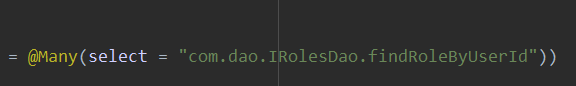 = @Many(select = "com.dao.IRolesDao.findRoleByUserId"))